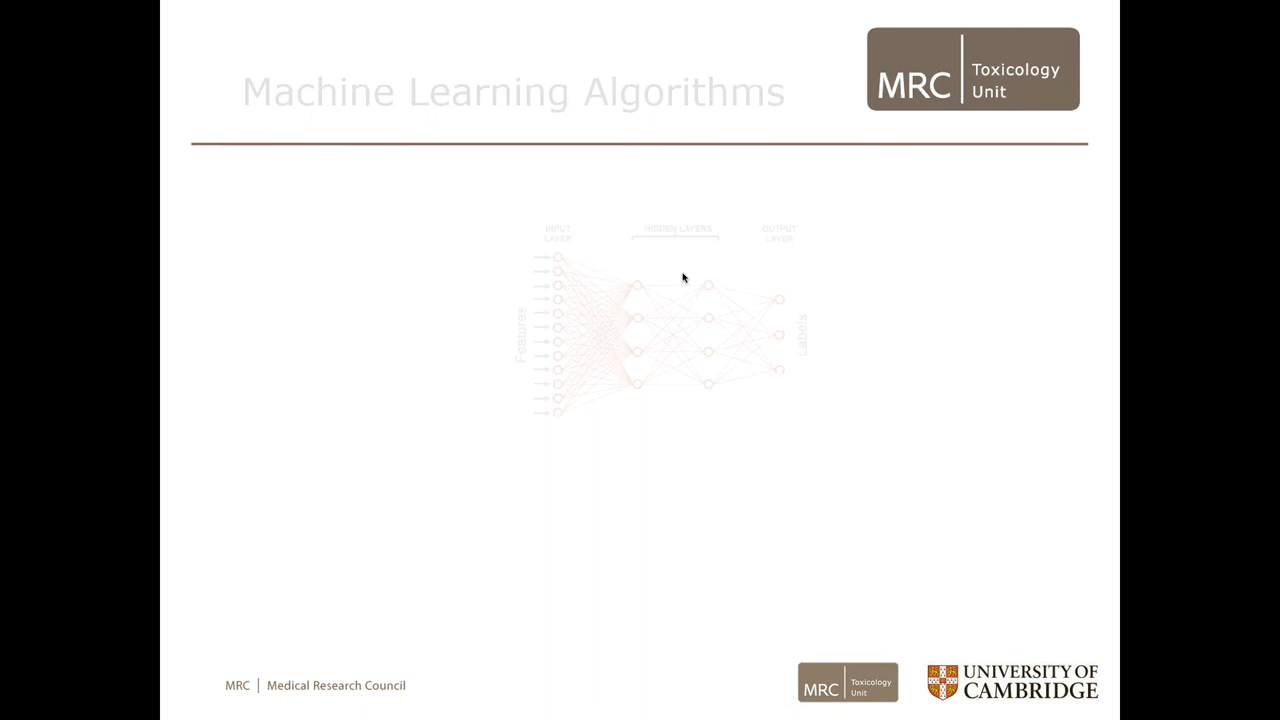 Machine Learning Algorithms
MRC
Toxicology
Unit
INPUT
LAYER
HIDDEN LAYERS
OUTPUT
LAYER
Features
Labels
MRC | Medical Research Council
MRC
Toxicology
Unit
UNIVERSITY OF
CAMBRIDGE